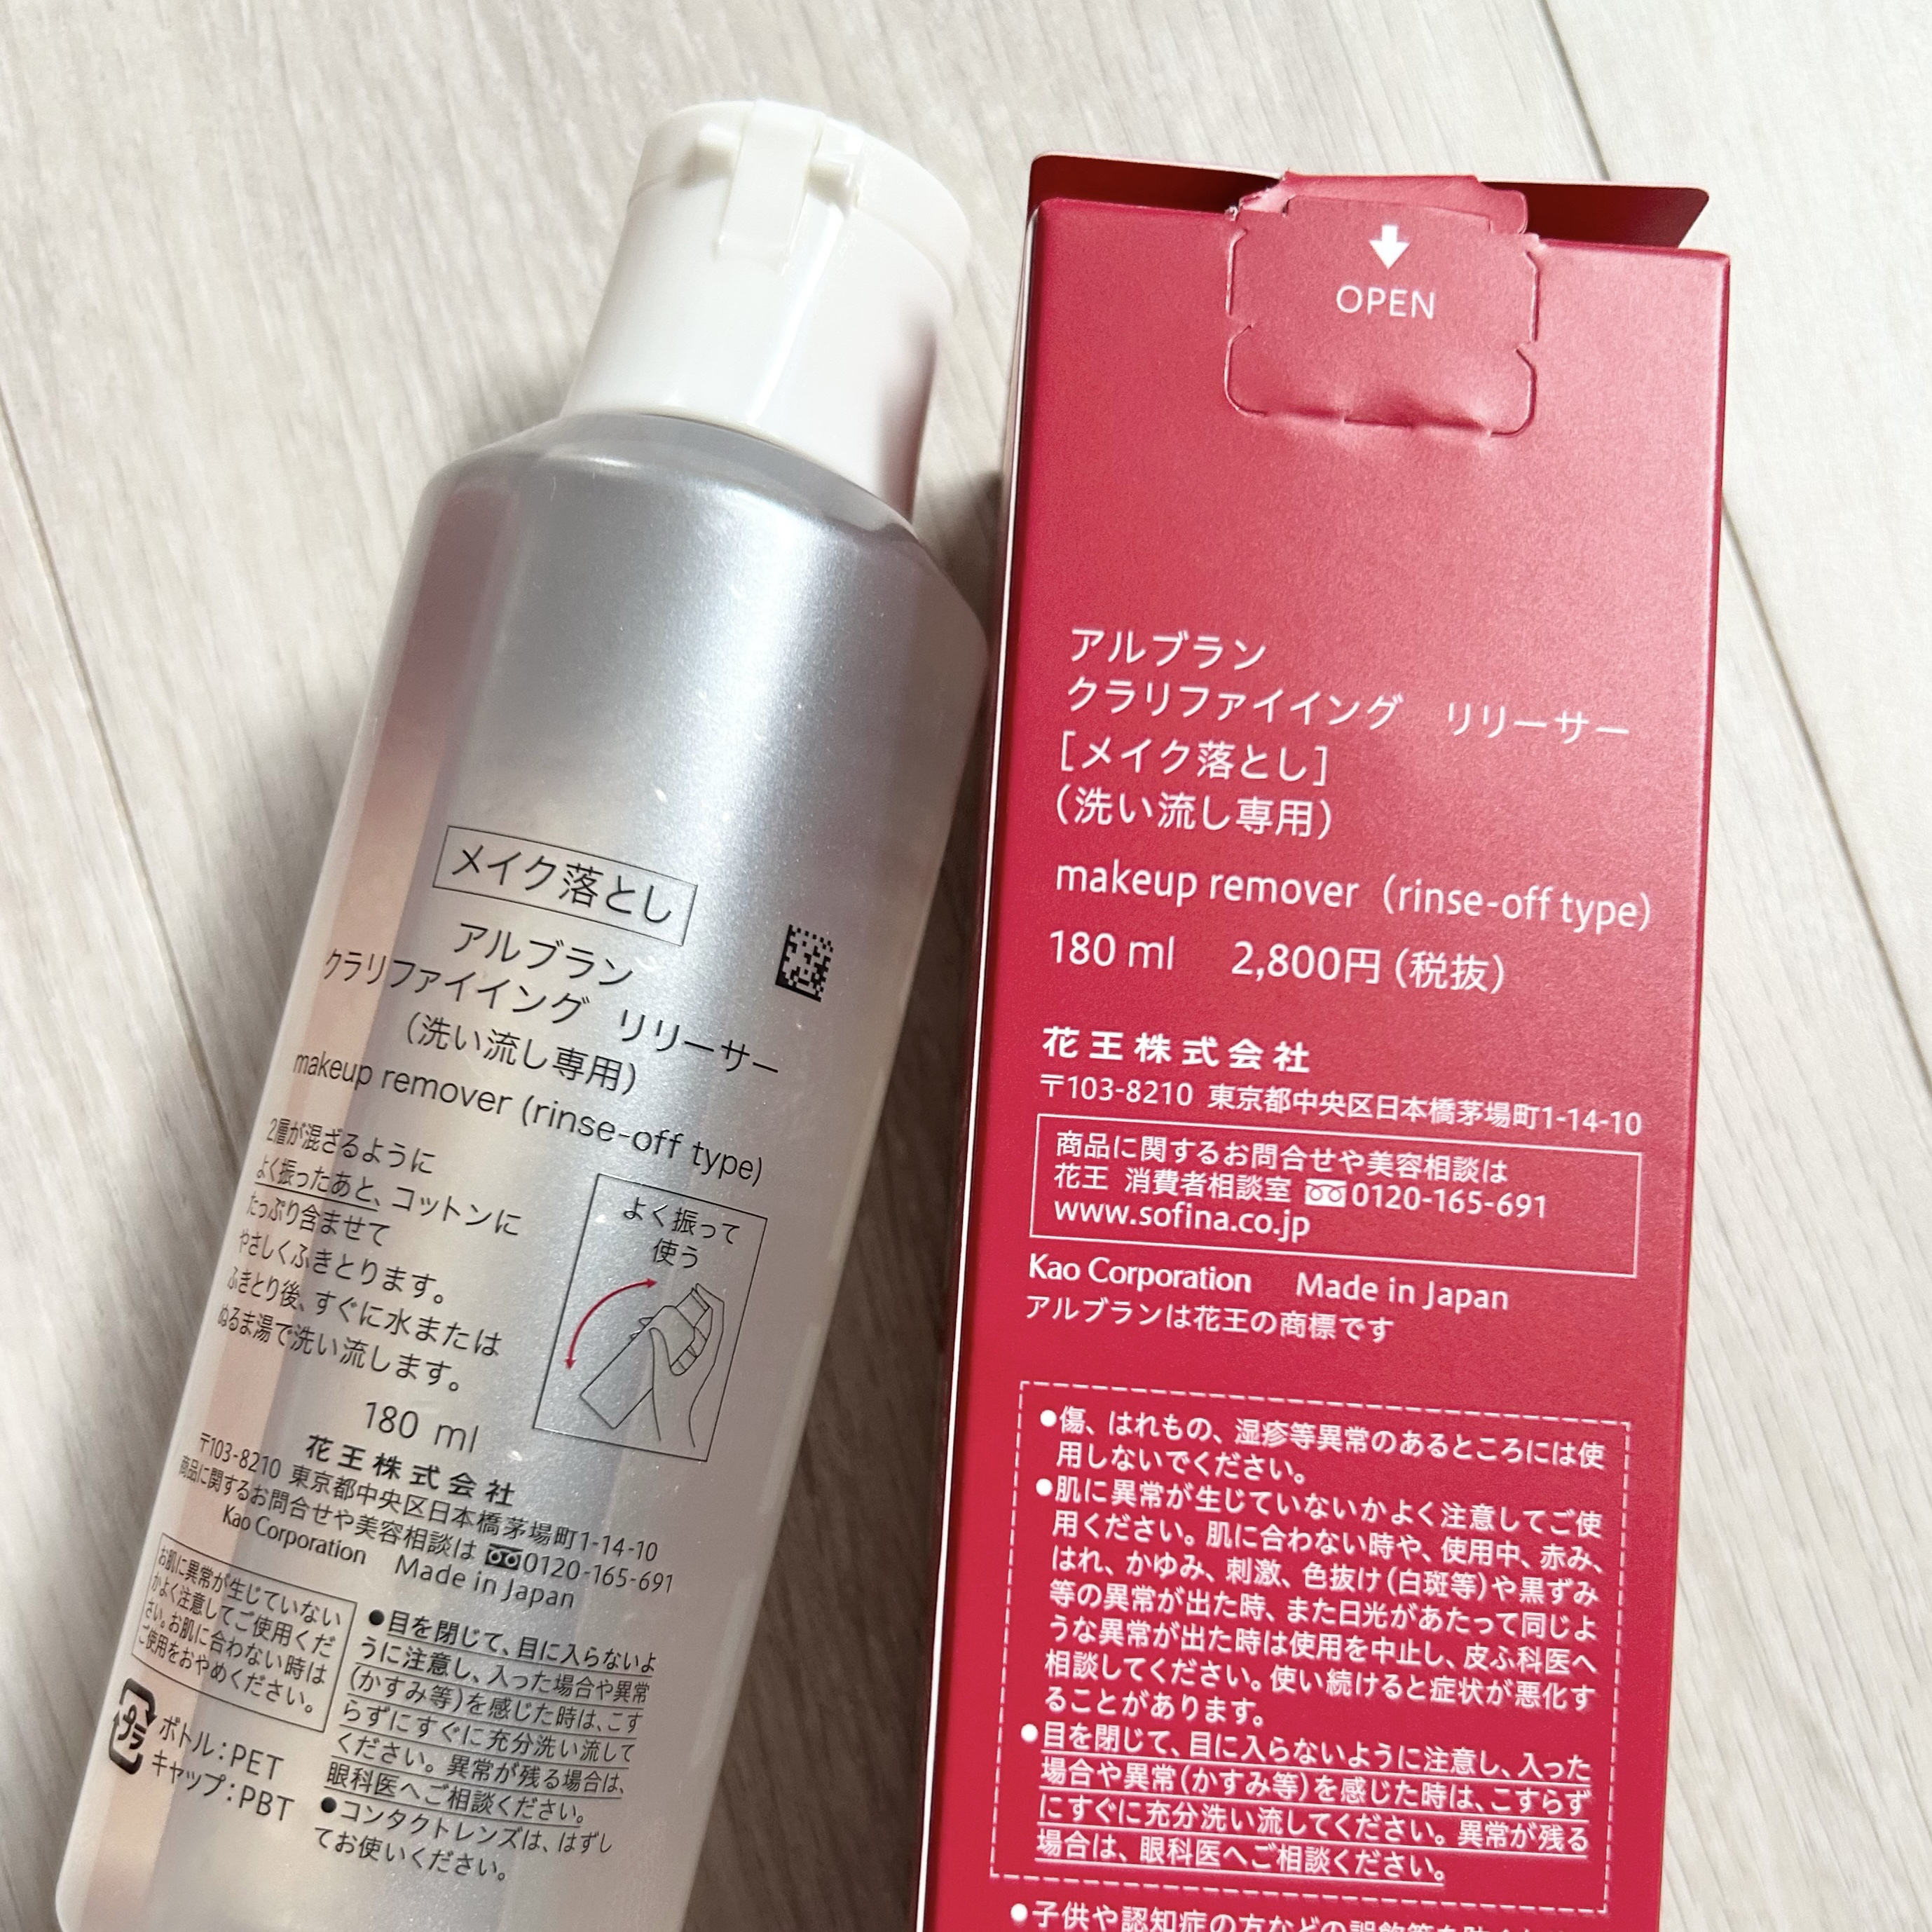 メイク落とし
アルブラン
クラリファイイング リリーサー
(洗い流し専用)
makeup remover (rinse-off type)
2層が混ざるように
よく振ったあと、コットンに
たっぷり含ませて
やさしくふきとります。
ふきとり後、すぐに水または
ぬるま湯で洗い流します。
よく振って
使う
180 ml
花王株式会社
〒103-8210 東京都中央区日本橋茅場町1-14-10
商品に関するお問合せや美容相談は 0120-165-691
Kao Corporation Made in Japan
お肌に異常が生じていない
かよく注意してご使用くだ
さい。お肌に合わない時は
ご使用をおやめください。
プラ
ボトル:PET
キャップ:PBT
●目を閉じて、目に入らないよ
うに注意し、入った場合や異常
(かすみ等)を感じた時は、こす
らずにすぐに充分洗い流して
ください。異常が残る場合は、
眼科医へご相談ください。
●コンタクトレンズは、はずし
てお使いください。
OPEN
アルブラン
クラリファイイング リリーサー
[メイク落とし]
(洗い流し専用)
makeup remover (rinse-off type)
180 ml 2,800円(税抜)
花王株式会社
〒103-8210 東京都中央区日本橋茅場町1-14-10
商品に関するお問合せや美容相談は
花王 消費者相談室 0120-165-691
www.sofina.co.jp
Kao Corporation Made in Japan
アルブランは花王の商標です
●傷、はれもの、湿疹等異常のあるところには使
用しないでください。
●肌に異常が生じていないかよく注意してご使
用ください。肌に合わない時や、使用中、赤み、
はれ、かゆみ、刺激、色抜け(白斑等)や黒ずみ
等の異常が出た時、また日光があたって同じよ
うな異常が出た時は使用を中止し、皮ふ科医へ
相談してください。使い続けると症状が悪化す
ることがあります。
●目を閉じて、目に入らないように注意し、入った
場合や異常(かすみ等)を感じた時は、こすらず
にすぐに充分洗い流してください。異常が残る
場合は、眼科医へご相談ください。
●子供や認知症の方などの誤飲等を防ぐため